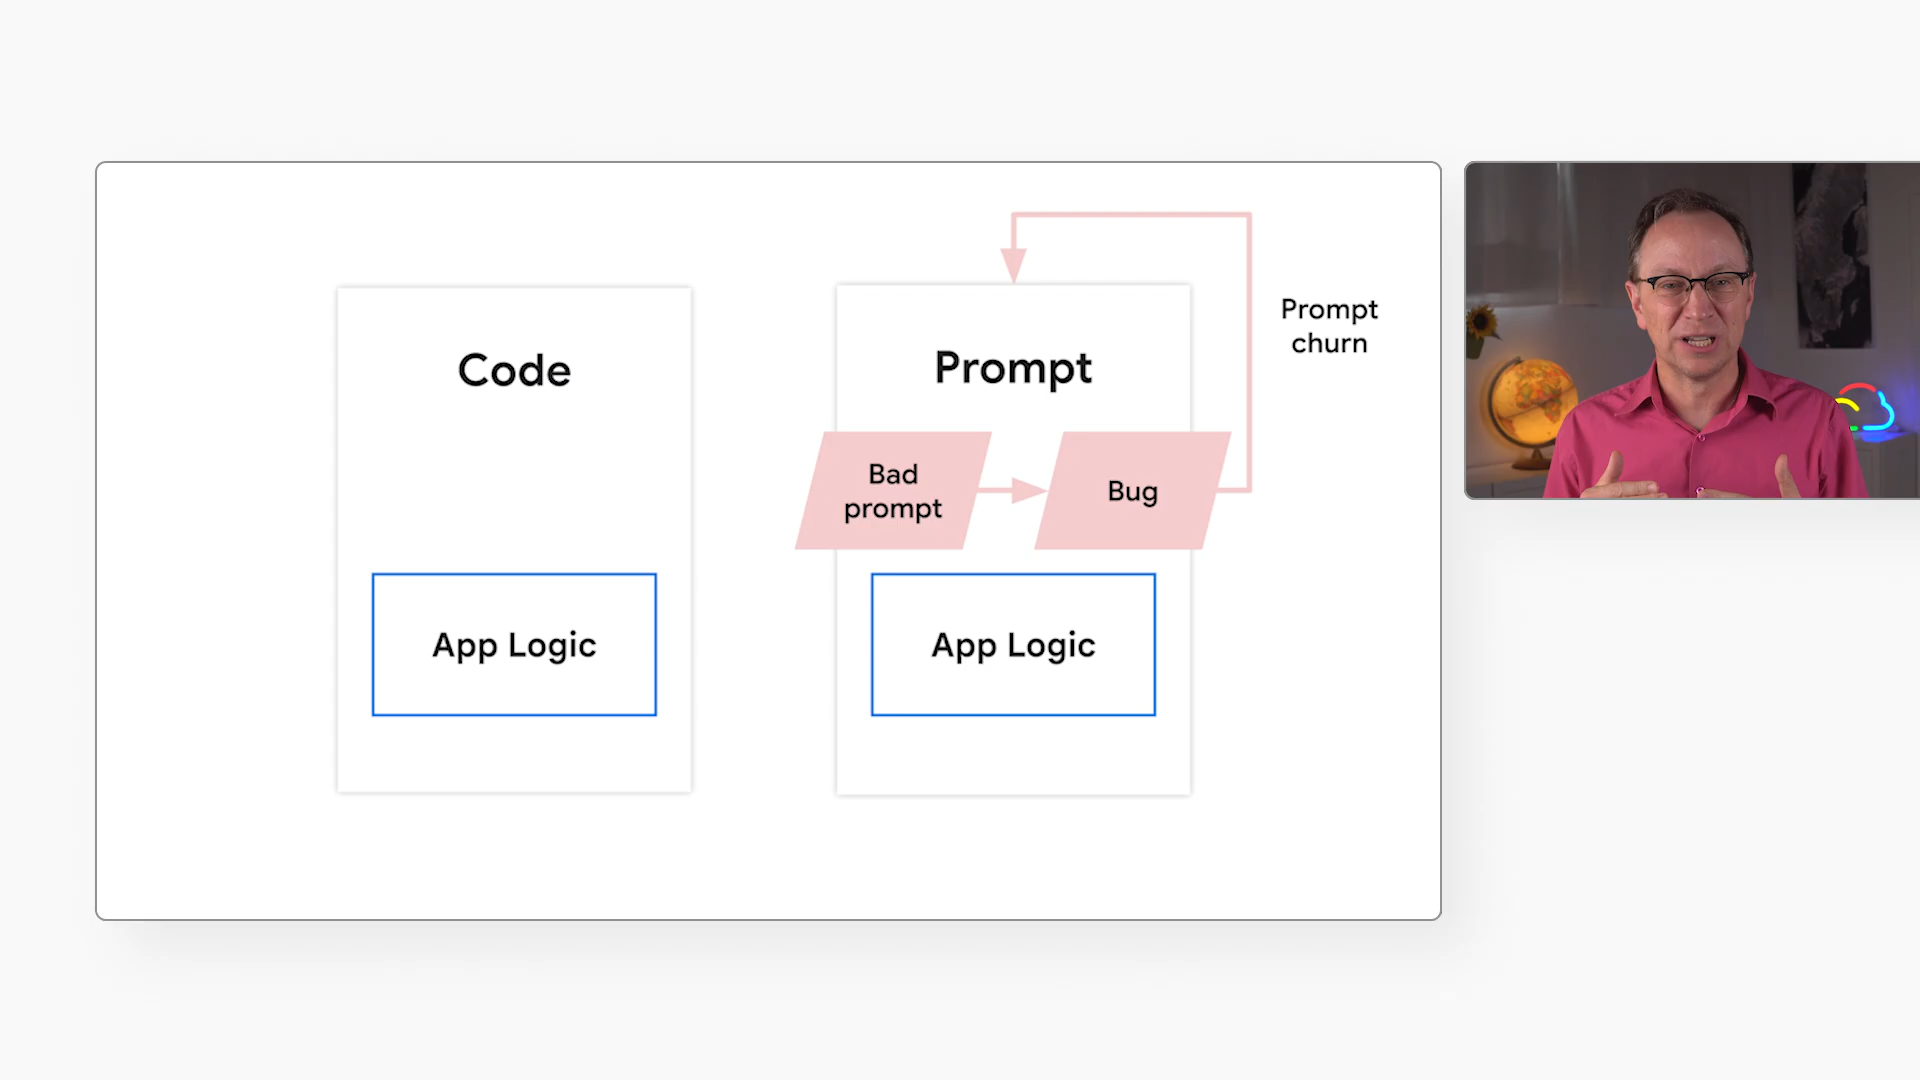 Code
App Logic
Prompt
Bad
prompt
Bug
App Logic
Prompt
churn